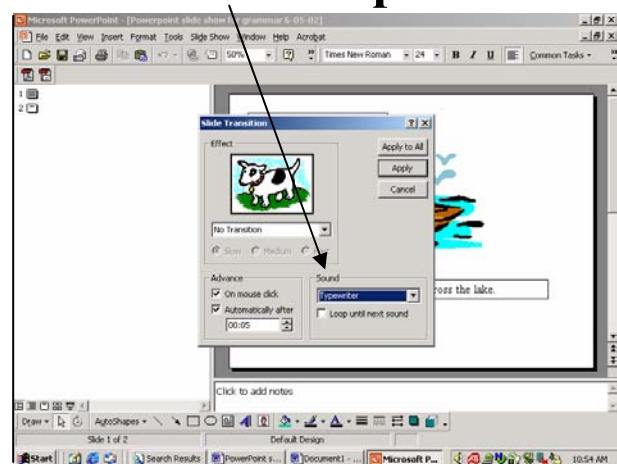 Microsoft PowerPoint - [Powerpoint slide show for grammar 6-05-02]
File Edit View Insert Format Tools Slide Show Window Help Acrobat
50% Times New Roman 24 B I U Common Tasks
1
2
Slide Transition
Effect
Apply to All
Apply
Cancel
No Transition
Slow Medium Fast
Advance
On mouse click
Automatically after
00:05
Sound
Typewriter
Loop until next sound
ross the lake.
Click to add notes
Draw AutoShapes
Slide 1 of 2 Default Design
Start Search Results PowerPoint s... Document1 - ... Microsoft P... 10:54 AM